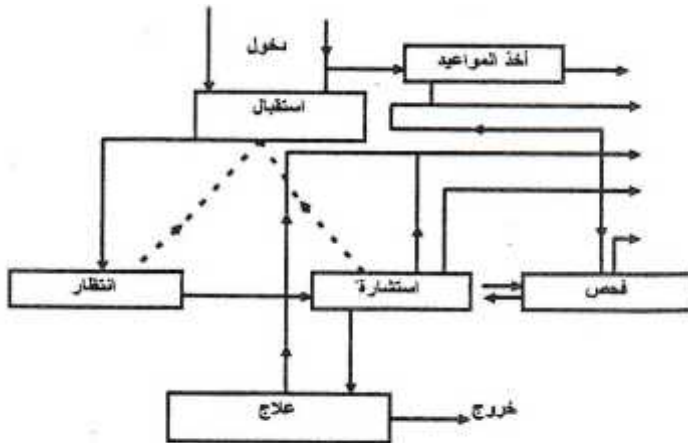 دخول
أخذ المواعيد
استقبال
انتظار
استشارة
فحص
علاج
خروج